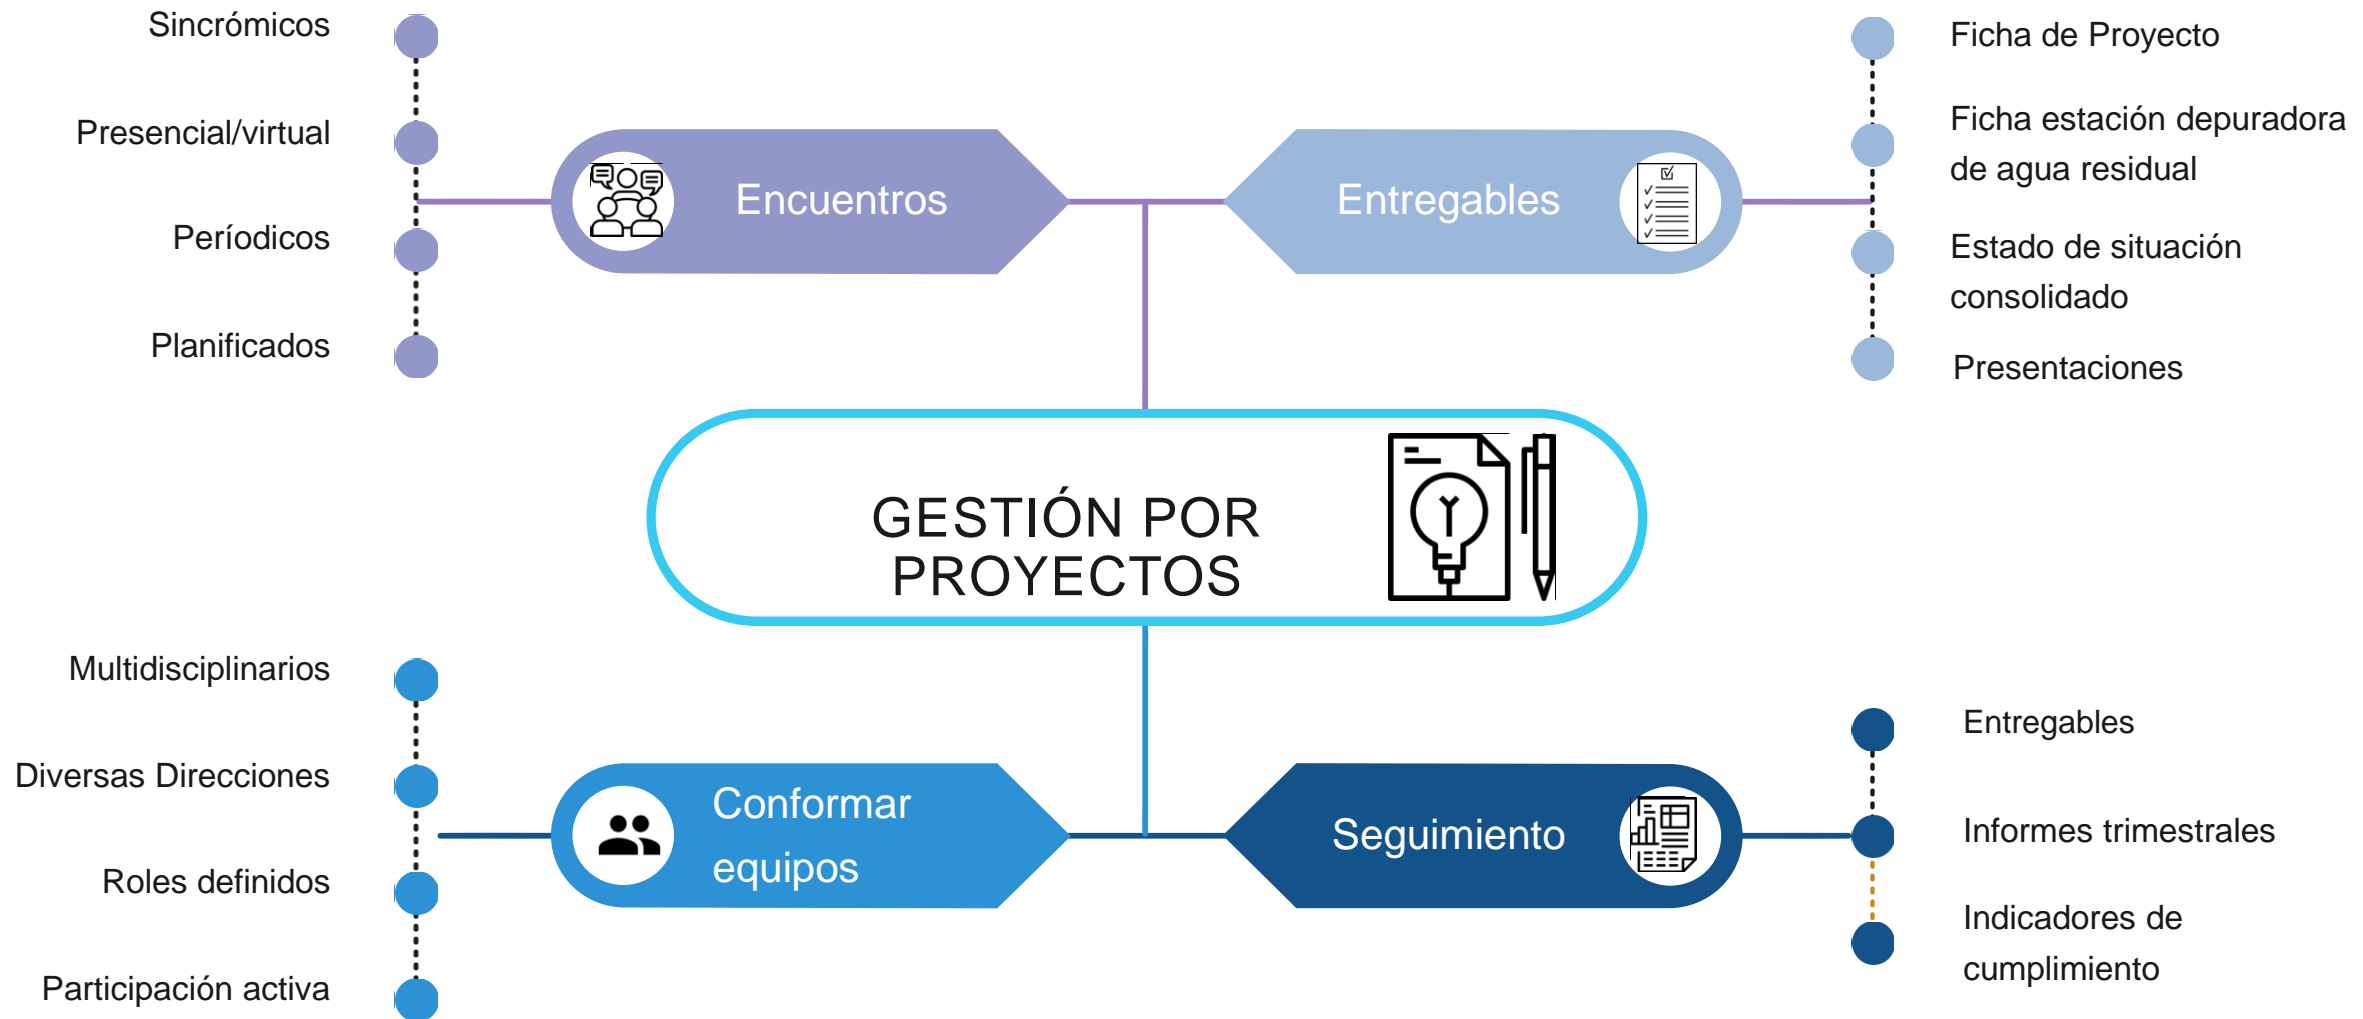 Sincrómicos
Presencial/virtual
Períodicos
Planificados
Encuentros
Entregables
Ficha de Proyecto
Ficha estación depuradora
de agua residual
Estado de situación
consolidado
Presentaciones
GESTIÓN POR
PROYECTOS
Multidisciplinarios
Diversas Direcciones
Roles definidos
Participación activa
Conformar
equipos
Seguimiento
Entregables
Informes trimestrales
Indicadores de
cumplimiento